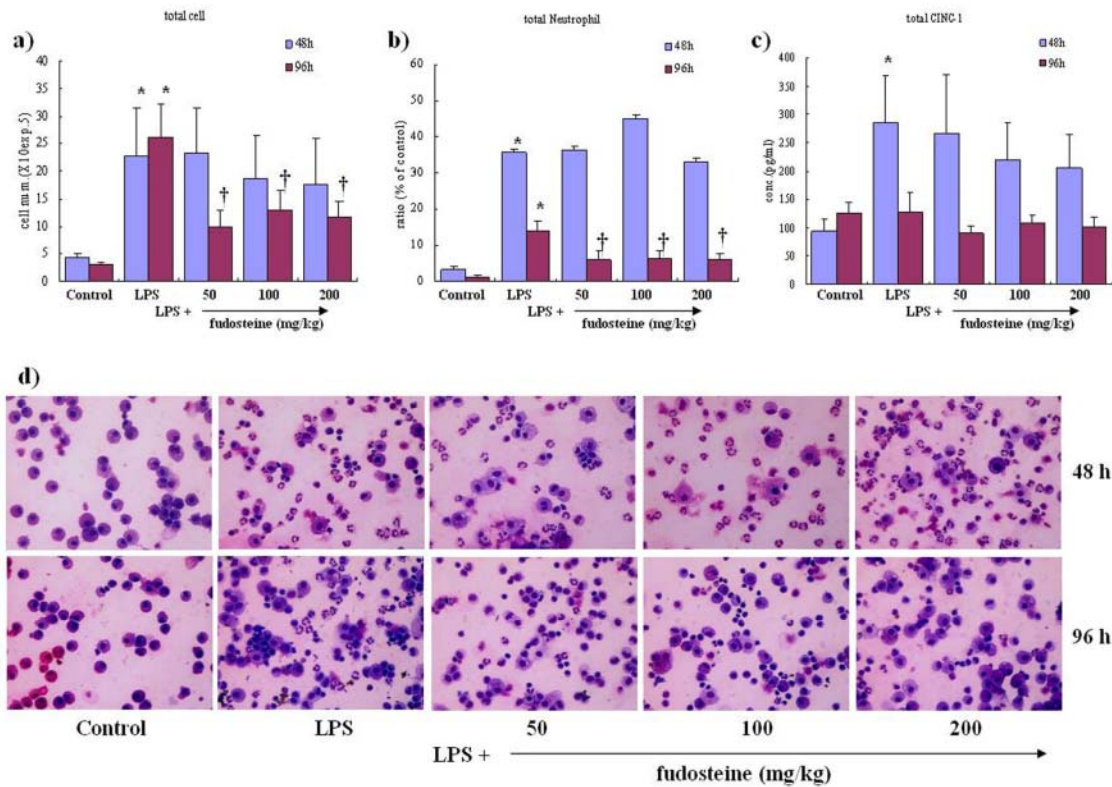 total cell
a)
48h
96h
cell num.(X10exp.5)
40
35
30
25
20
15
10
5
0
* *
†
†
†
Control LPS 50 100 200
LPS +
fudosteine (mg/kg)
total Neutrophil
b)
48h
96h
ratio (% of control)
60
50
40
30
20
10
0
*
*
‡
‡
†
Control LPS 50 100 200
LPS +
fudosteine (mg/kg)
total CINC-1
c)
48h
96h
conc.(pg/ml)
400
350
300
250
200
150
100
50
0
*
Control LPS 50 100 200
LPS +
fudosteine (mg/kg)
d)
48 h
96 h
Control LPS 50 100 200
LPS +
fudosteine (mg/kg)